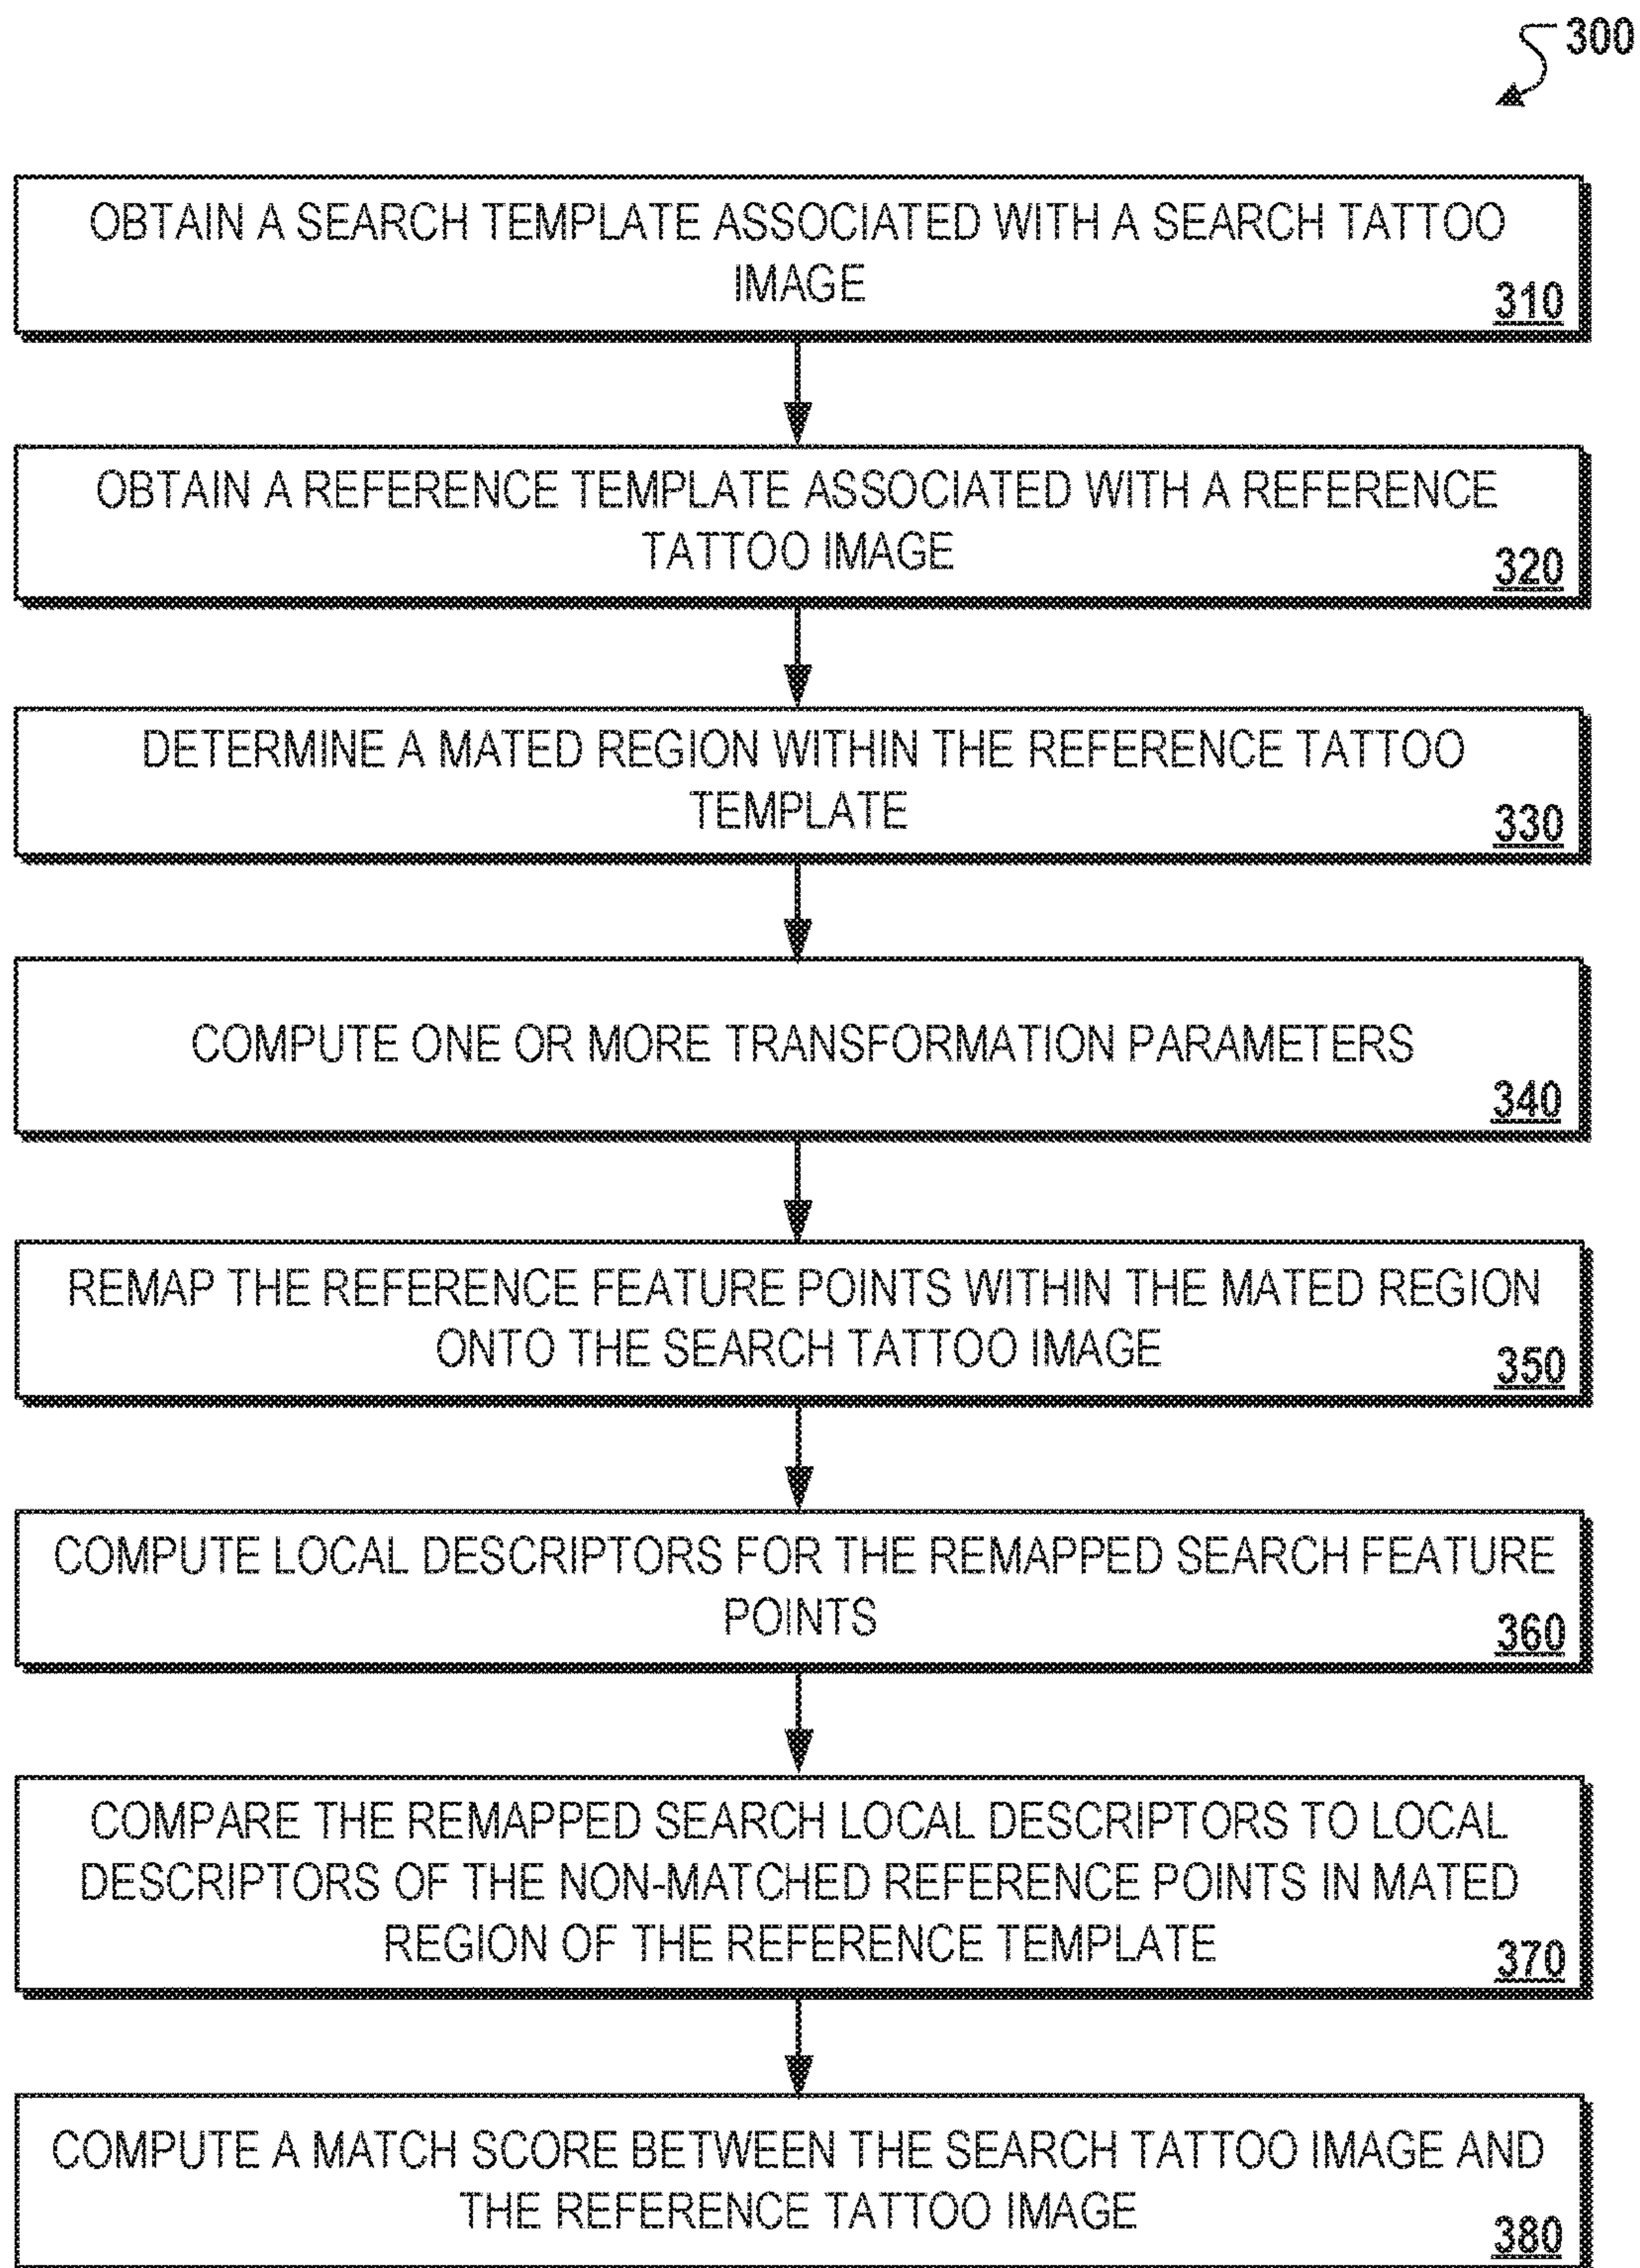 300
OBTAIN A SEARCH TEMPLATE ASSOCIATED WITH A SEARCH TATTOO
IMAGE
310
OBTAIN A REFERENCE TEMPLATE ASSOCIATED WITH A REFERENCE
TATTOO IMAGE
320
DETERMINE A MATED REGION WITHIN THE REFERENCE TATTOO
TEMPLATE
330
COMPUTE ONE OR MORE TRANSFORMATION PARAMETERS
340
REMAP THE REFERENCE FEATURE POINTS WITHIN THE MATED REGION
ONTO THE SEARCH TATTOO IMAGE
350
COMPUTE LOCAL DESCRIPTORS FOR THE REMAPPED SEARCH FEATURE
POINTS
360
COMPARE THE REMAPPED SEARCH LOCAL DESCRIPTORS TO LOCAL
DESCRIPTORS OF THE NON-MATCHED REFERENCE POINTS IN MATED
REGION OF THE REFERENCE TEMPLATE
370
COMPUTE A MATCH SCORE BETWEEN THE SEARCH TATTOO IMAGE AND
THE REFERENCE TATTOO IMAGE
380